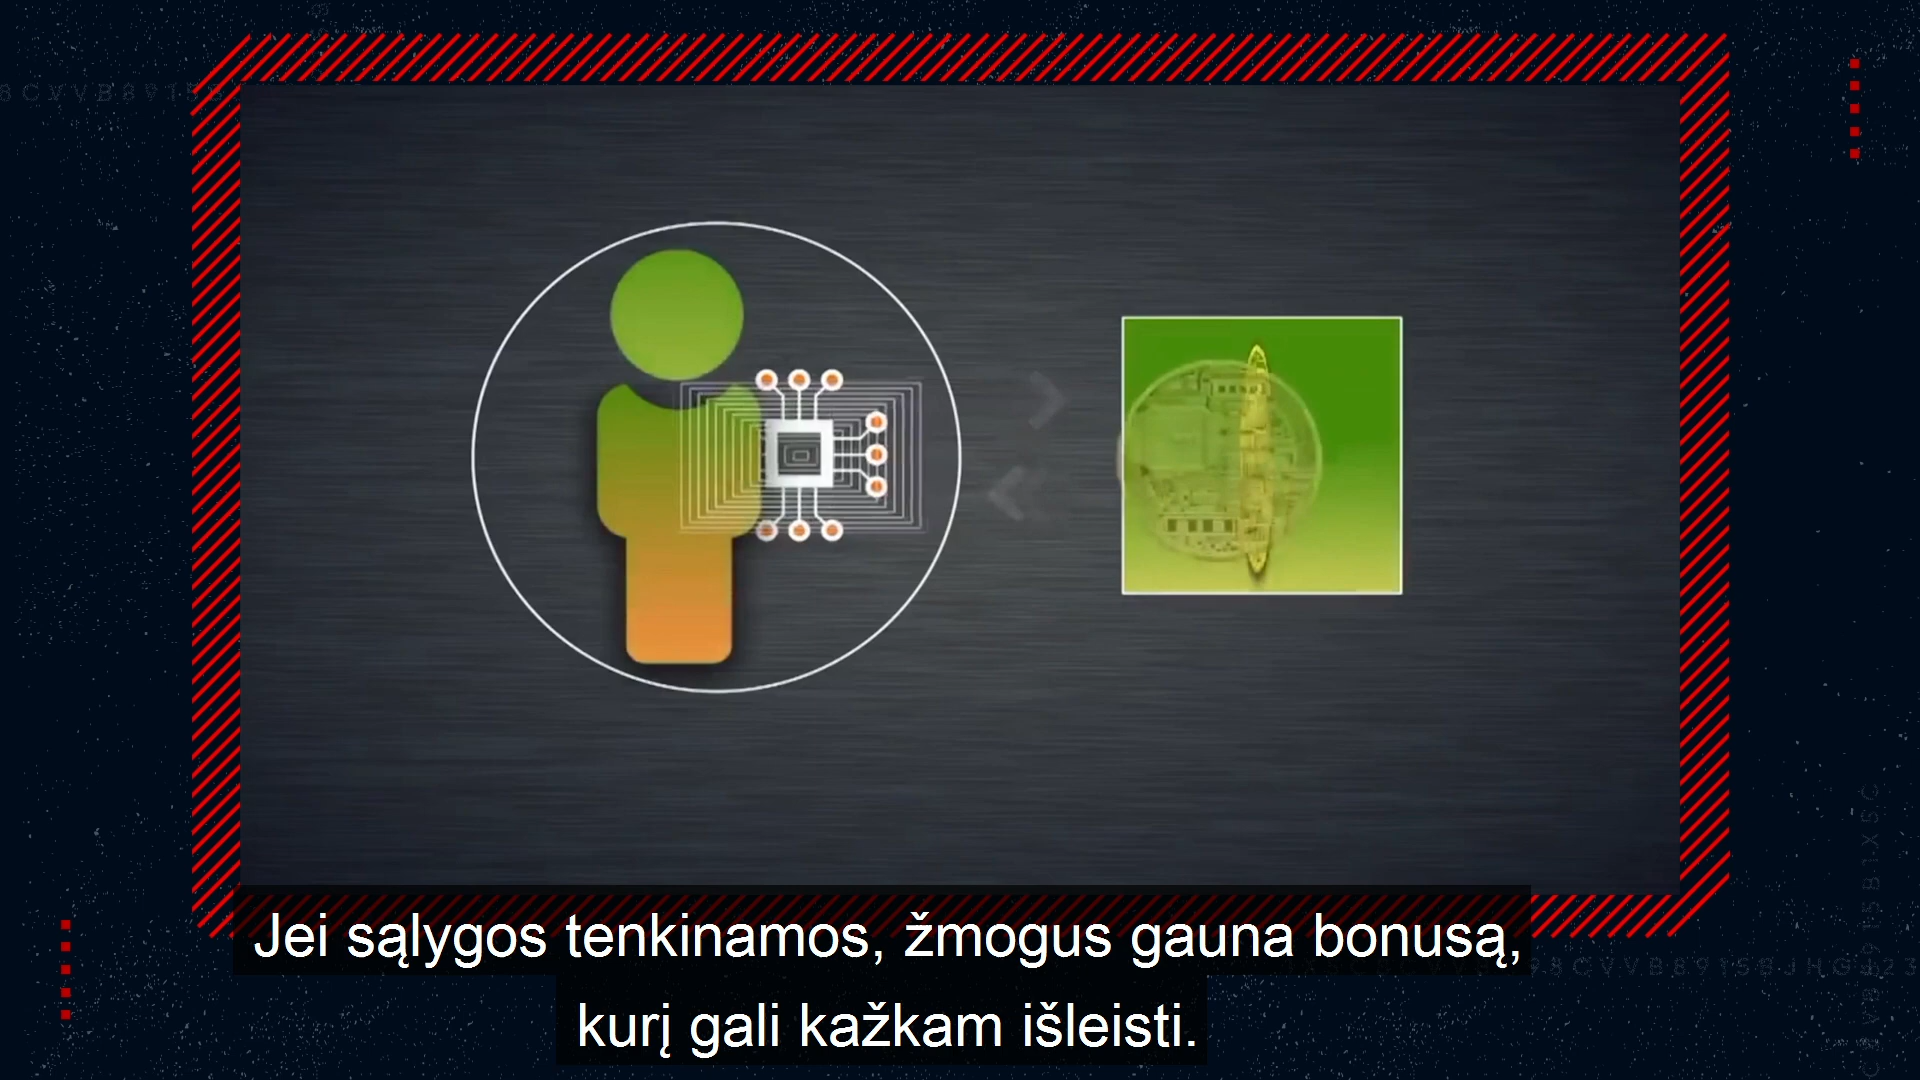 Jei sąlygos tenkinamos, žmogus gauna bonusą,
kurį gali kažkam išleisti.